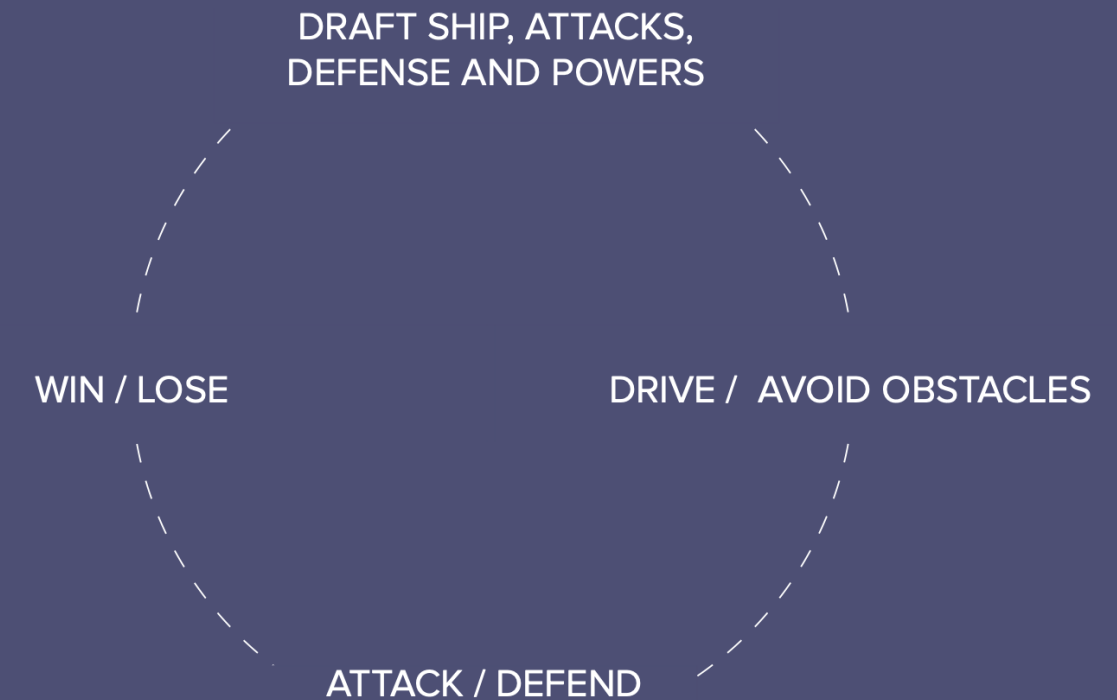 DRAFT SHIP, ATTACKS,
DEFENSE AND POWERS
WIN / LOSE
DRIVE / AVOID OBSTACLES
ATTACK / DEFEND